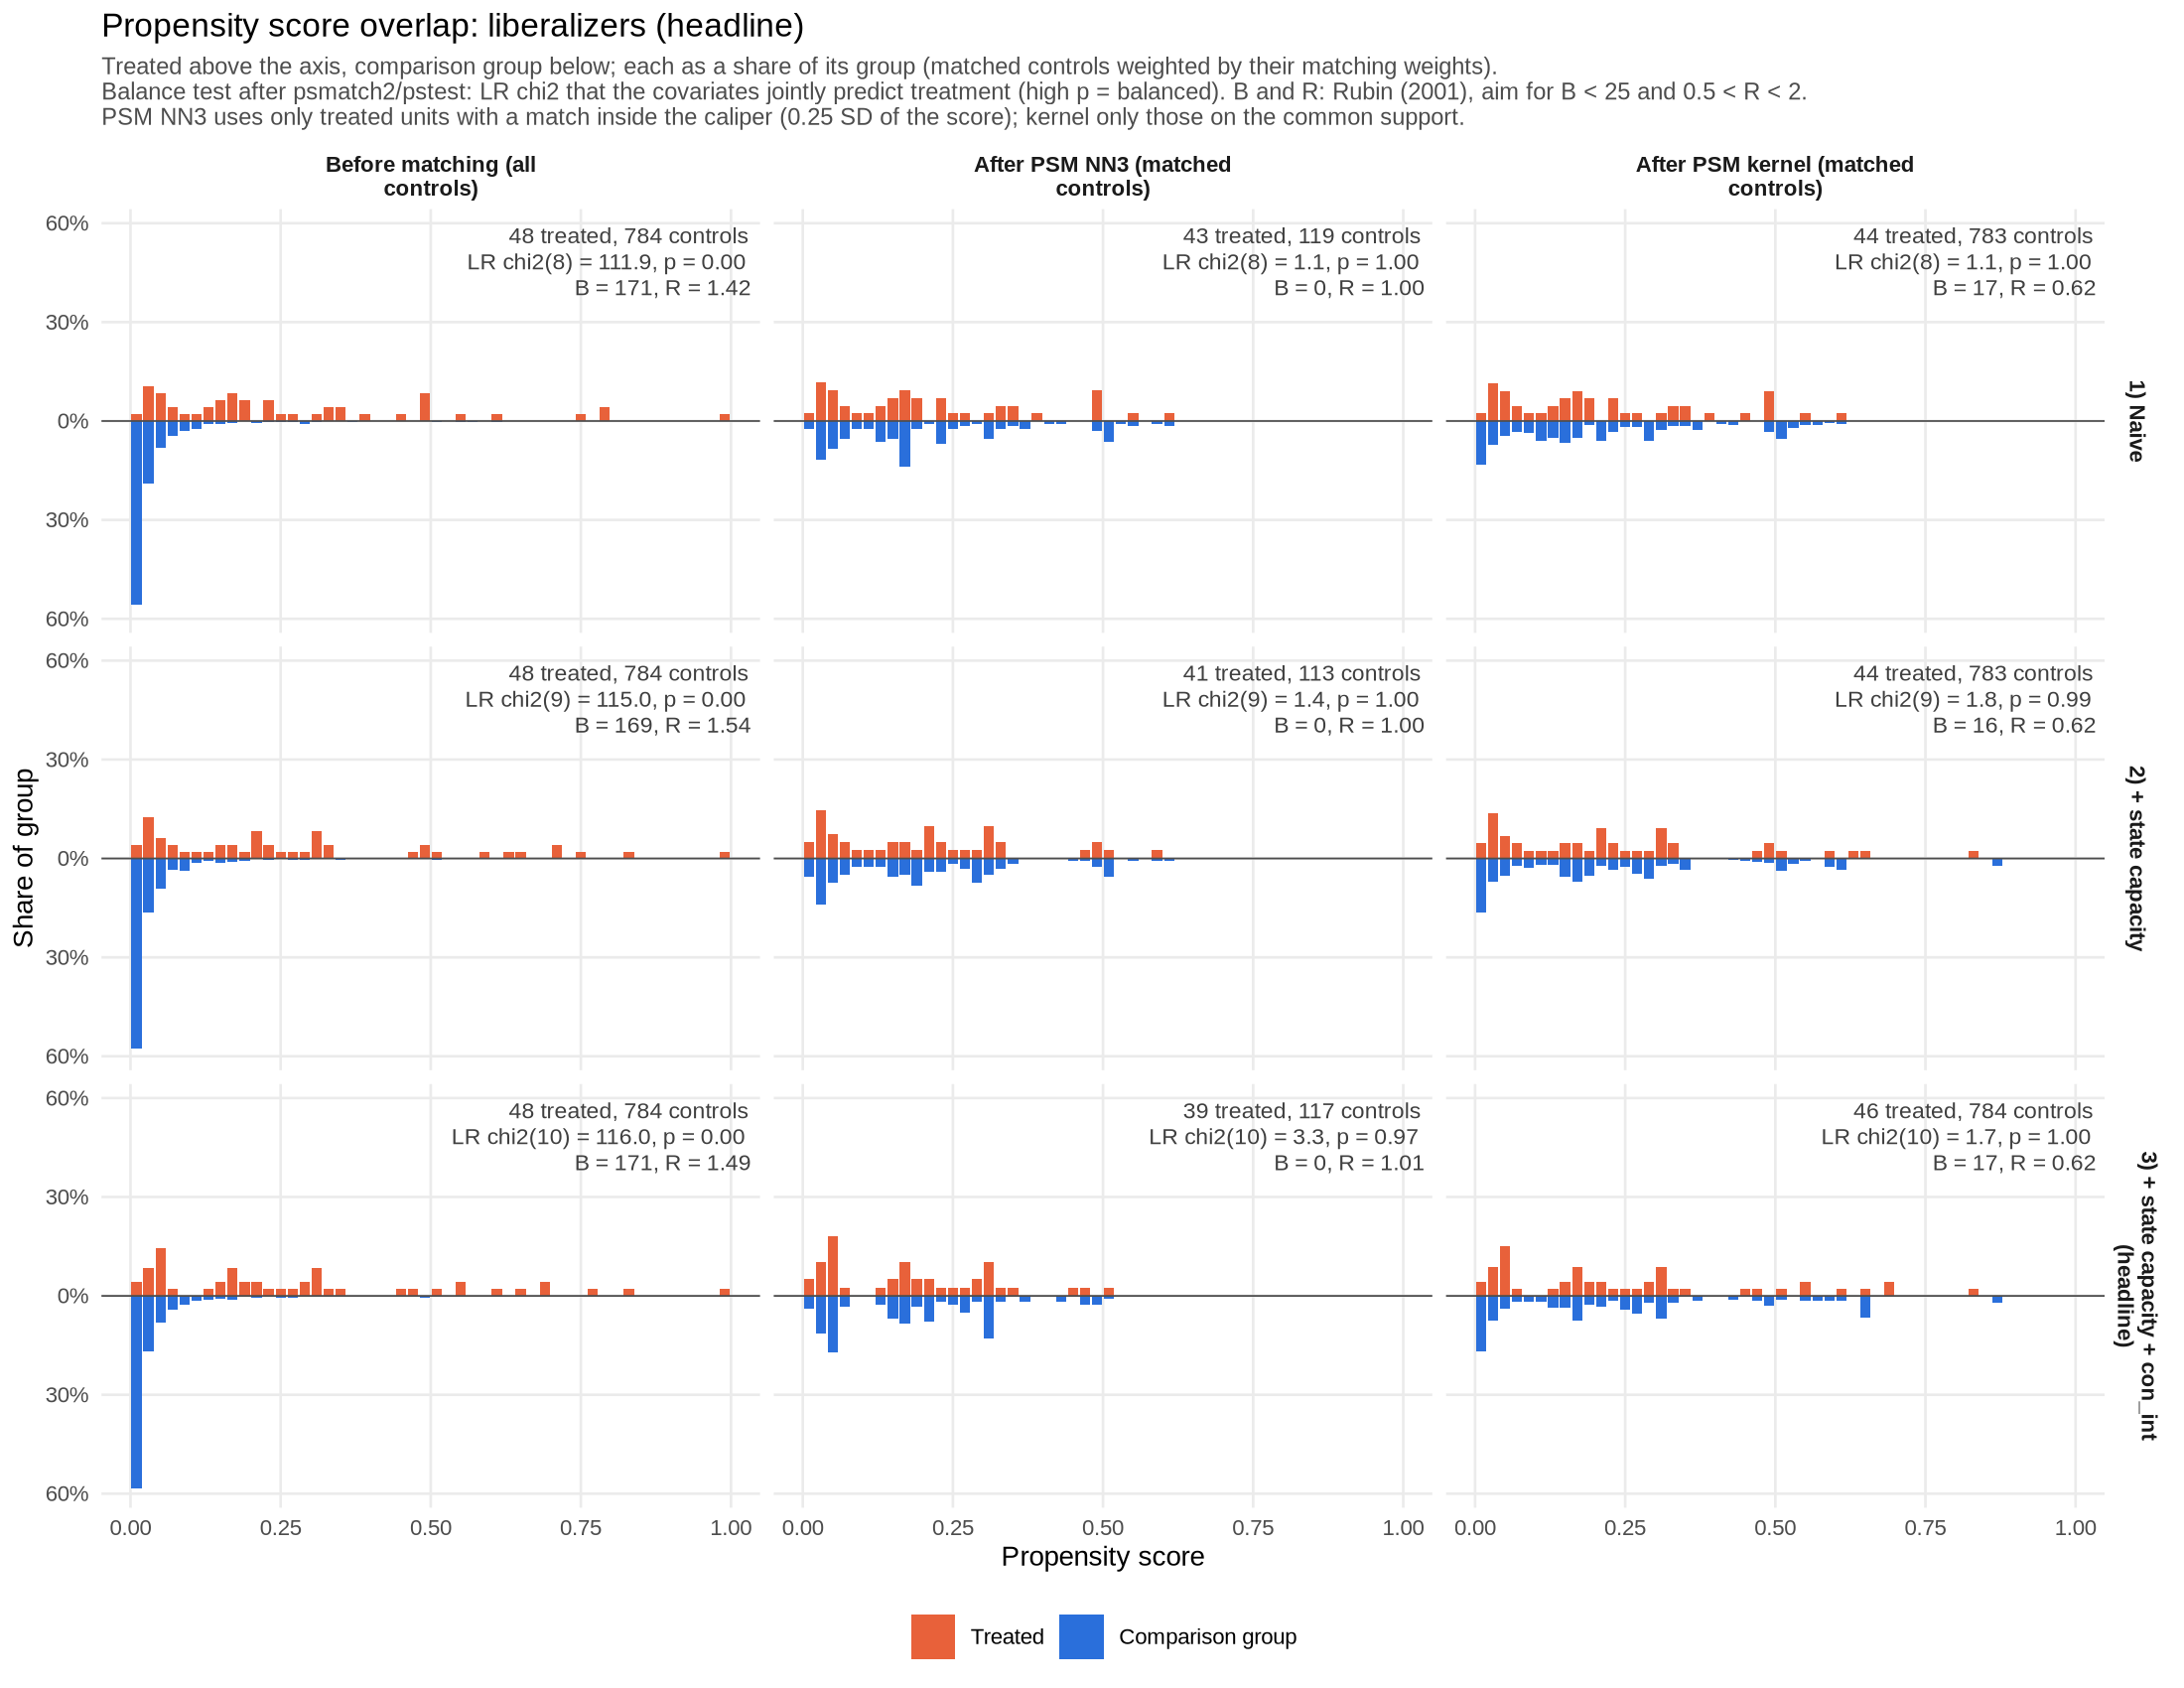 Propensity score overlap: liberalizers (headline)
Treated above the axis, comparison group below; each as a share of its group (matched controls weighted by their matching weights).
Balance test after psmatch2/pstest: LR chi2 that the covariates jointly predict treatment (high p = balanced). B and R: Rubin (2001), aim for B < 25 and 0.5 < R < 2.
PSM NN3 uses only treated units with a match inside the caliper (0.25 SD of the score); kernel only those on the common support.
Before matching (all
controls)
After PSM NN3 (matched
controls)
After PSM kernel (matched
controls)
60%
30%
0%
30%
60%
48 treated, 784 controls
LR chi2(8) = 111.9, p = 0.00
B = 171, R = 1.42
43 treated, 119 controls
LR chi2(8) = 1.1, p = 1.00
B = 0, R = 1.00
44 treated, 783 controls
LR chi2(8) = 1.1, p = 1.00
B = 17, R = 0.62
1) Naive
60%
30%
0%
30%
60%
48 treated, 784 controls
LR chi2(9) = 115.0, p = 0.00
B = 169, R = 1.54
41 treated, 113 controls
LR chi2(9) = 1.4, p = 1.00
B = 0, R = 1.00
44 treated, 783 controls
LR chi2(9) = 1.8, p = 0.99
B = 16, R = 0.62
2) + state capacity
Share of group
60%
30%
0%
30%
60%
48 treated, 784 controls
LR chi2(10) = 116.0, p = 0.00
B = 171, R = 1.49
39 treated, 117 controls
LR chi2(10) = 3.3, p = 0.97
B = 0, R = 1.01
46 treated, 784 controls
LR chi2(10) = 1.7, p = 1.00
B = 17, R = 0.62
3) + state capacity + con_int
(headline)
0.00 0.25 0.50 0.75 1.00
0.00 0.25 0.50 0.75 1.00
0.00 0.25 0.50 0.75 1.00
Propensity score
Treated
Comparison group